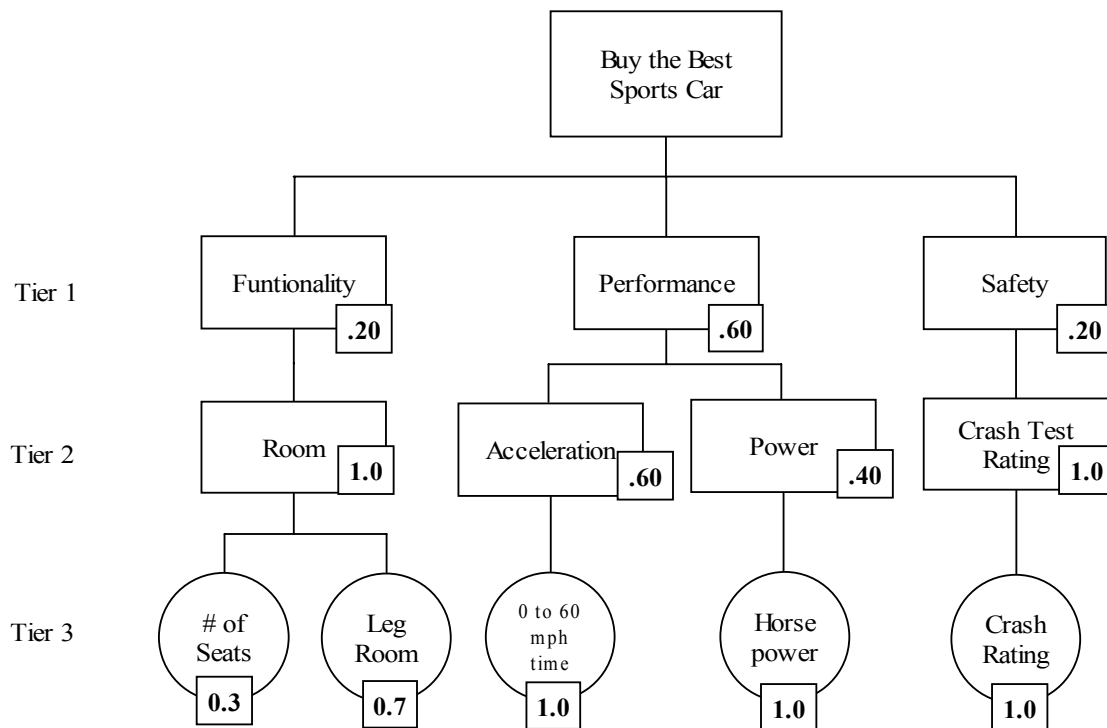 Buy the Best
Sports Car
Tier 1
Funtionality
.20
Performance
.60
Safety
.20
Tier 2
Room
1.0
Acceleration
.60
Power
.40
Crash Test
Rating
1.0
Tier 3
# of
Seats
0.3
Leg
Room
0.7
0 to 60
mph
time
1.0
Horse
power
1.0
Crash
Rating
1.0